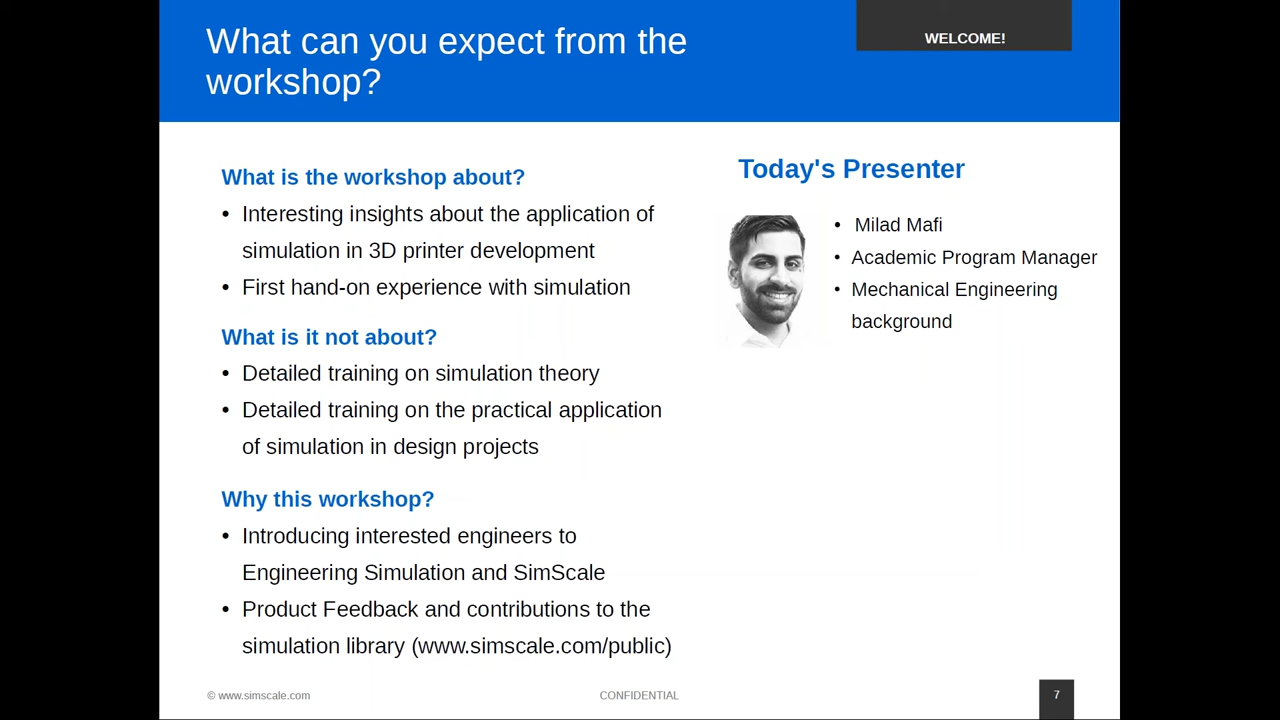 What can you expect from the
workshop?
WELCOME!
What is the workshop about?
• Interesting insights about the application of
simulation in 3D printer development
• First hand-on experience with simulation
What is it not about?
• Detailed training on simulation theory
• Detailed training on the practical application
of simulation in design projects
Why this workshop?
• Introducing interested engineers to
Engineering Simulation and SimScale
• Product Feedback and contributions to the
simulation library (www.simscale.com/public)
Today's Presenter
• Milad Mafi
• Academic Program Manager
• Mechanical Engineering
background
© www.simscale.com
CONFIDENTIAL
7